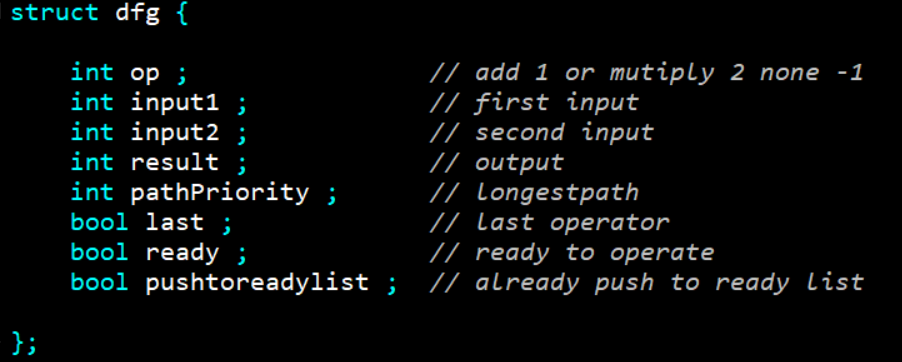 struct dfg {
int op ; // add 1 or mutiply 2 none -1
int input1 ; // first input
int input2 ; // second input
int result ; // output
int pathPriority ; // longestpath
bool last ; // last operator
bool ready ; // ready to operate
bool pushtoreadylist ; // already push to ready list
};